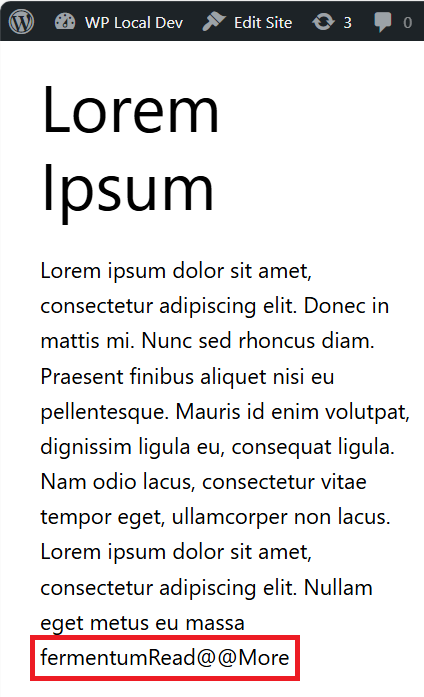 WP Local Dev Edit Site 3 0
Lorem
Ipsum
Lorem ipsum dolor sit amet,
consectetur adipiscing elit. Donec in
mattis mi. Nunc sed rhoncus diam.
Praesent finibus aliquet nisi eu
pellentesque. Mauris id enim volutpat,
dignissim ligula eu, consequat ligula.
Nam odio lacus, consectetur vitae
tempor eget, ullamcorper non lacus.
Lorem ipsum dolor sit amet,
consectetur adipiscing elit. Nullam
eget metus eu massa
fermentumRead@@More